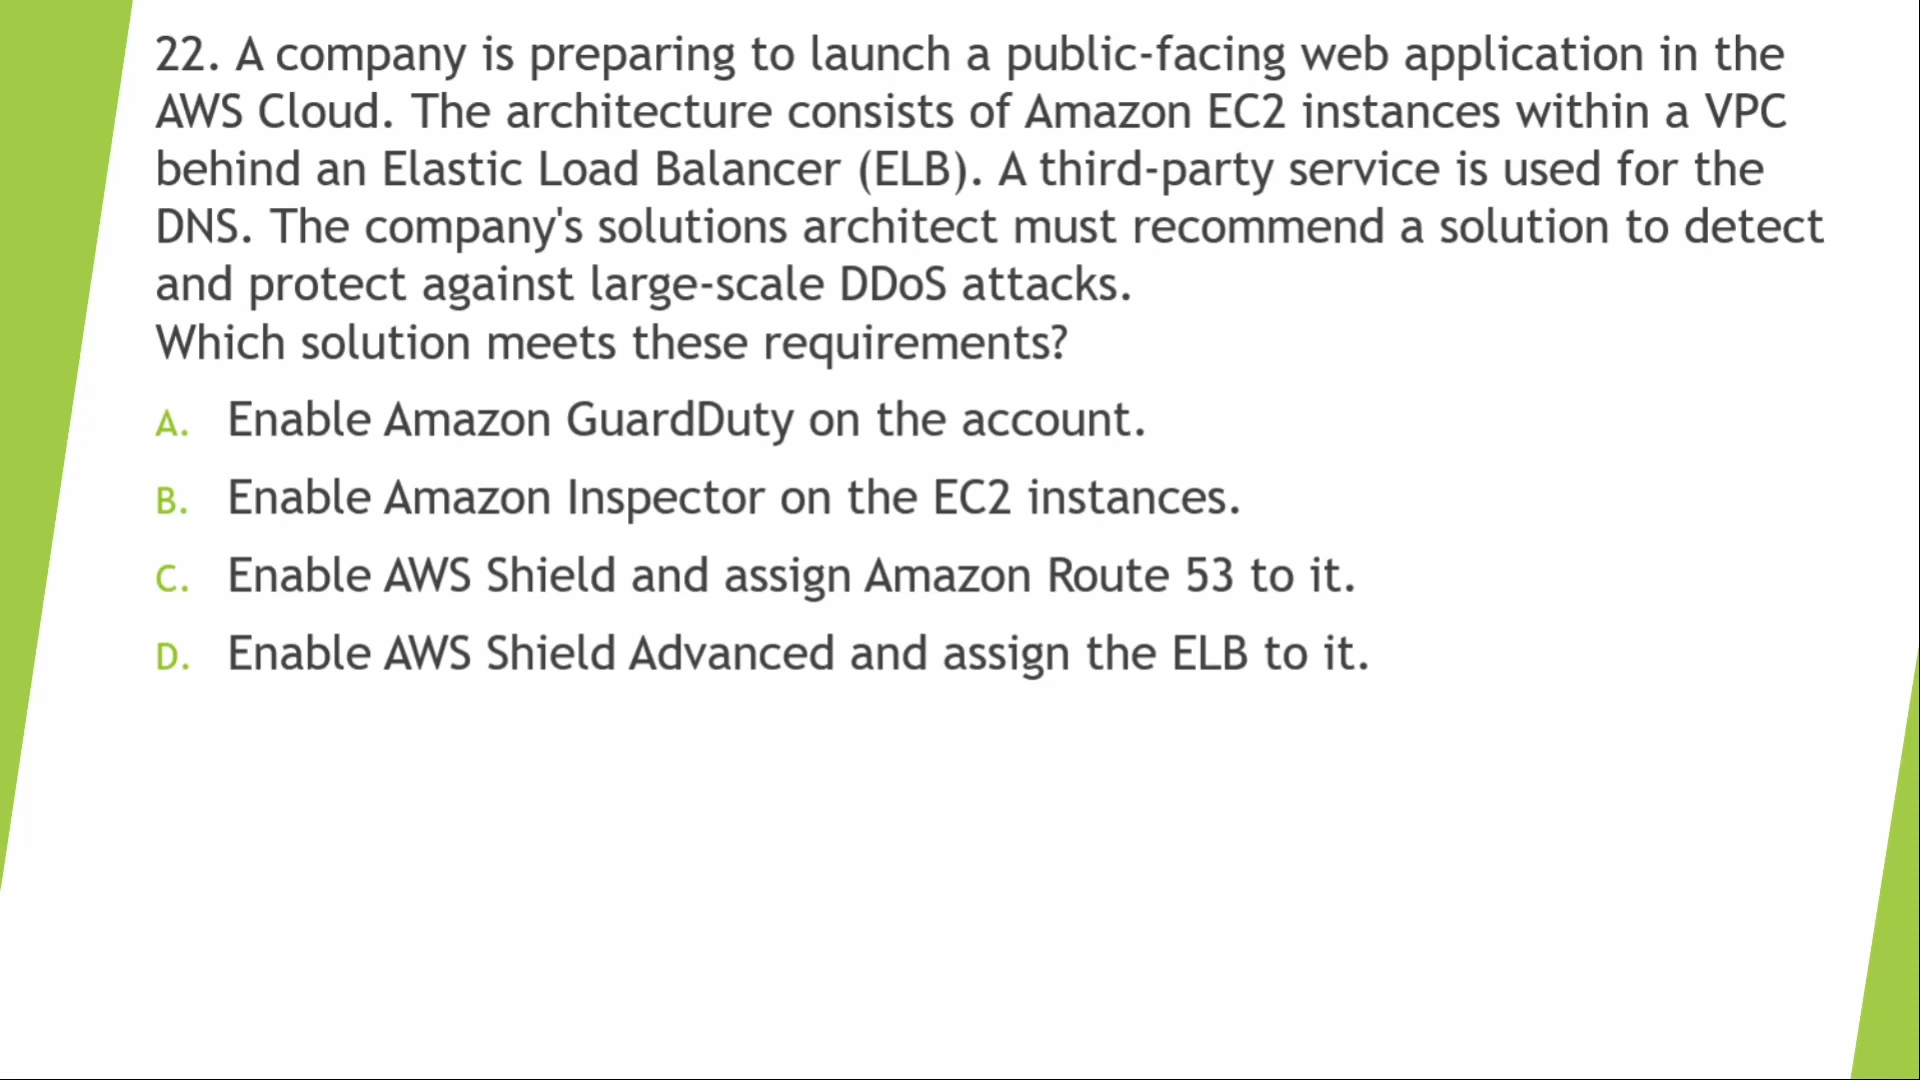 22. A company is preparing to launch a public-facing web application in the
AWS Cloud. The architecture consists of Amazon EC2 instances within a VPC
behind an Elastic Load Balancer (ELB). A third-party service is used for the
DNS. The company's solutions architect must recommend a solution to detect
and protect against large-scale DDoS attacks.
Which solution meets these requirements?
A. Enable Amazon GuardDuty on the account.
B. Enable Amazon Inspector on the EC2 instances.
C. Enable AWS Shield and assign Amazon Route 53 to it.
D. Enable AWS Shield Advanced and assign the ELB to it.